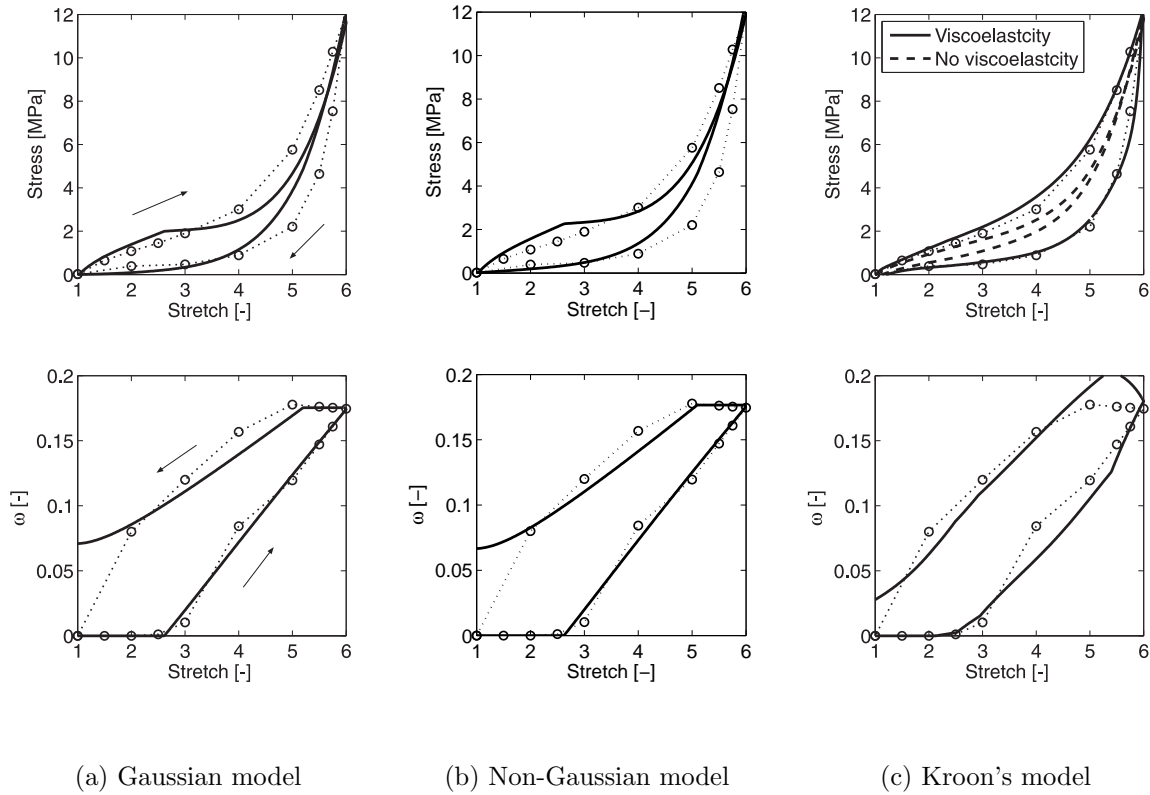 12
10
8
6
4
2
0
Stress [MPa]
1 2 3 4 5 6
Stretch [-]
12
10
8
6
4
2
0
Stress [MPa]
1 2 3 4 5 6
Stretch [–]
12
10
8
6
4
2
0
Stress [MPa]
Viscoelastcity
No viscoelastcity
1 2 3 4 5 6
Stretch [-]
0.2
0.15
0.1
0.05
0
ω [-]
1 2 3 4 5 6
Stretch [-]
0.2
0.15
0.1
0.05
0
ω [–]
1 2 3 4 5 6
Stretch [–]
0.2
0.15
0.1
0.05
0
ω [-]
1 2 3 4 5 6
Stretch [-]
(a) Gaussian model
(b) Non-Gaussian model
(c) Kroon's model